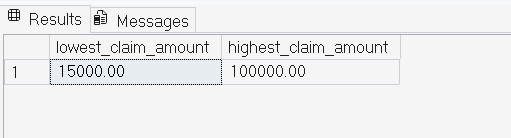 Results Messages
lowest_claim_amount highest_claim_amount
1 15000.00 100000.00